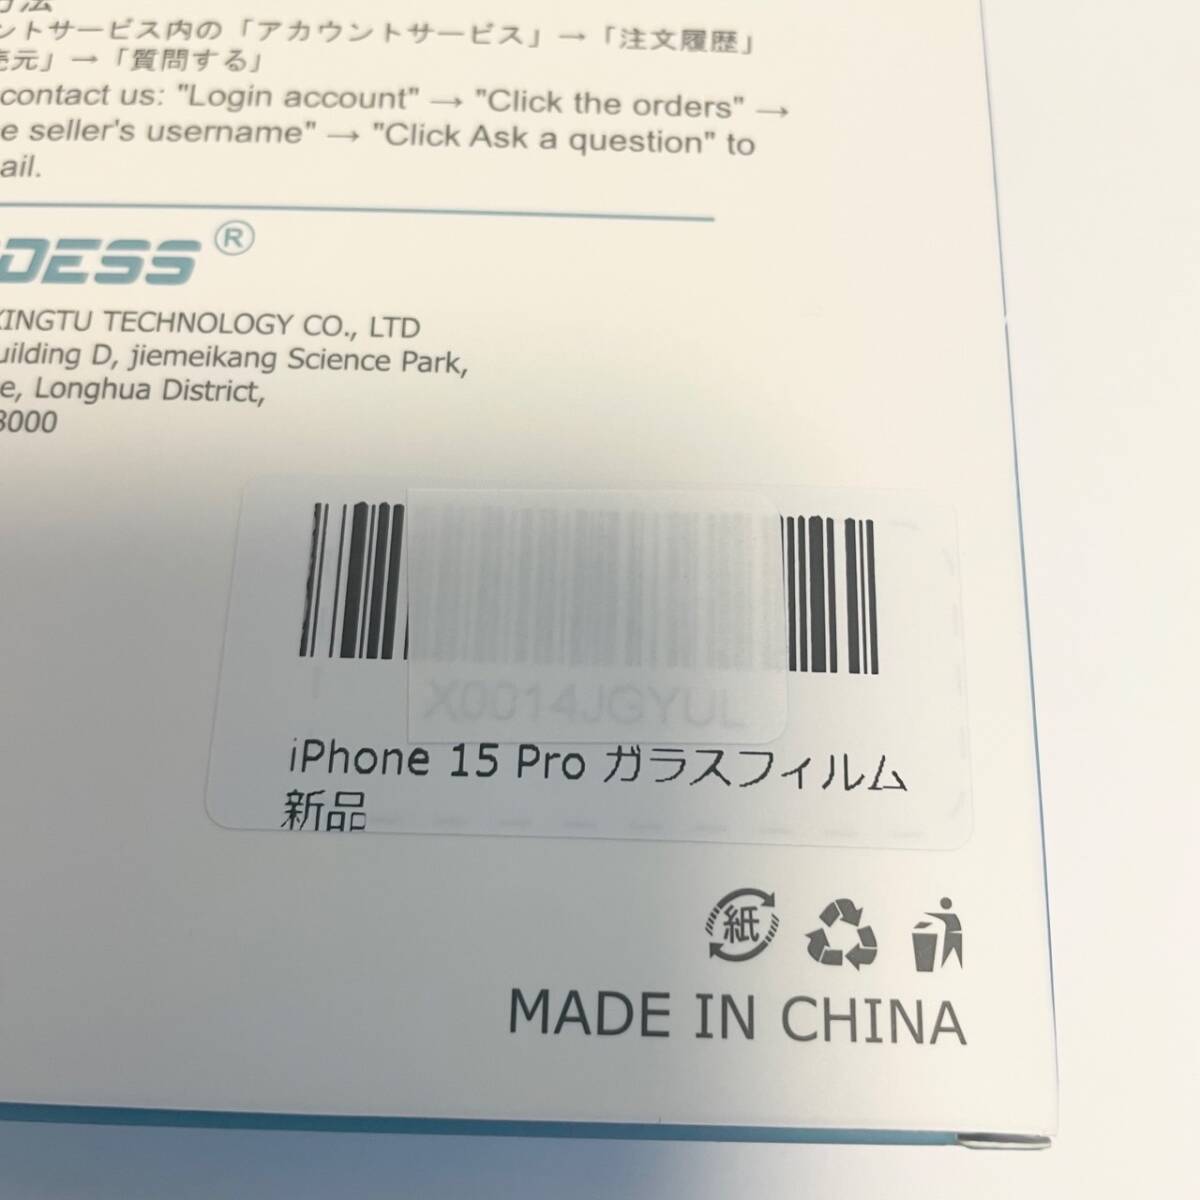 ントサービス内の「アカウントサービス」→「注文履歴」
売元」→「質問する」
contact us: "Login account" → "Click the orders" →
e seller's username" → "Click Ask a question" to
ail.
DESS®
XINGTU TECHNOLOGY CO., LTD
uilding D, jiemeikang Science Park,
e, Longhua District,
8000
X0014JGYUL
iPhone 15 Pro ガラスフィルム
新品
紙
MADE IN CHINA